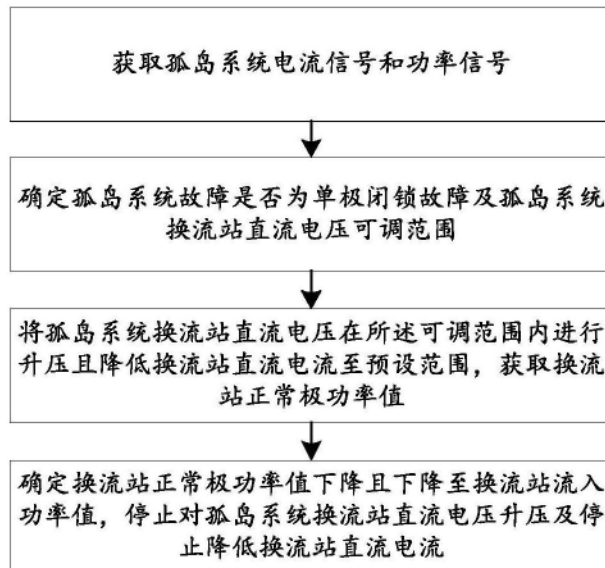 获取孤岛系统电流信号和功率信号
确定孤岛系统故障是否为单极闭锁故障及孤岛系统
换流站直流电压可调范围
将孤岛系统换流站直流电压在所述可调范围内进行
升压且降低换流站直流电流至预设范围，获取换流
站正常极功率值
确定换流站正常极功率值下降且下降至换流站流入
功率值，停止对孤岛系统换流站直流电压升压及停
止降低换流站直流电流